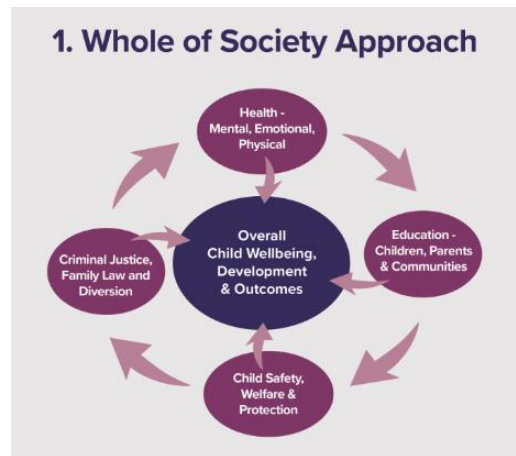 1. Whole of Society Approach
Health -
Mental, Emotional,
Physical
Overall
Child Wellbeing,
Development
& Outcomes
Education -
Children, Parents
& Communities
Criminal Justice,
Family Law and
Diversion
Child Safety,
Welfare &
Protection